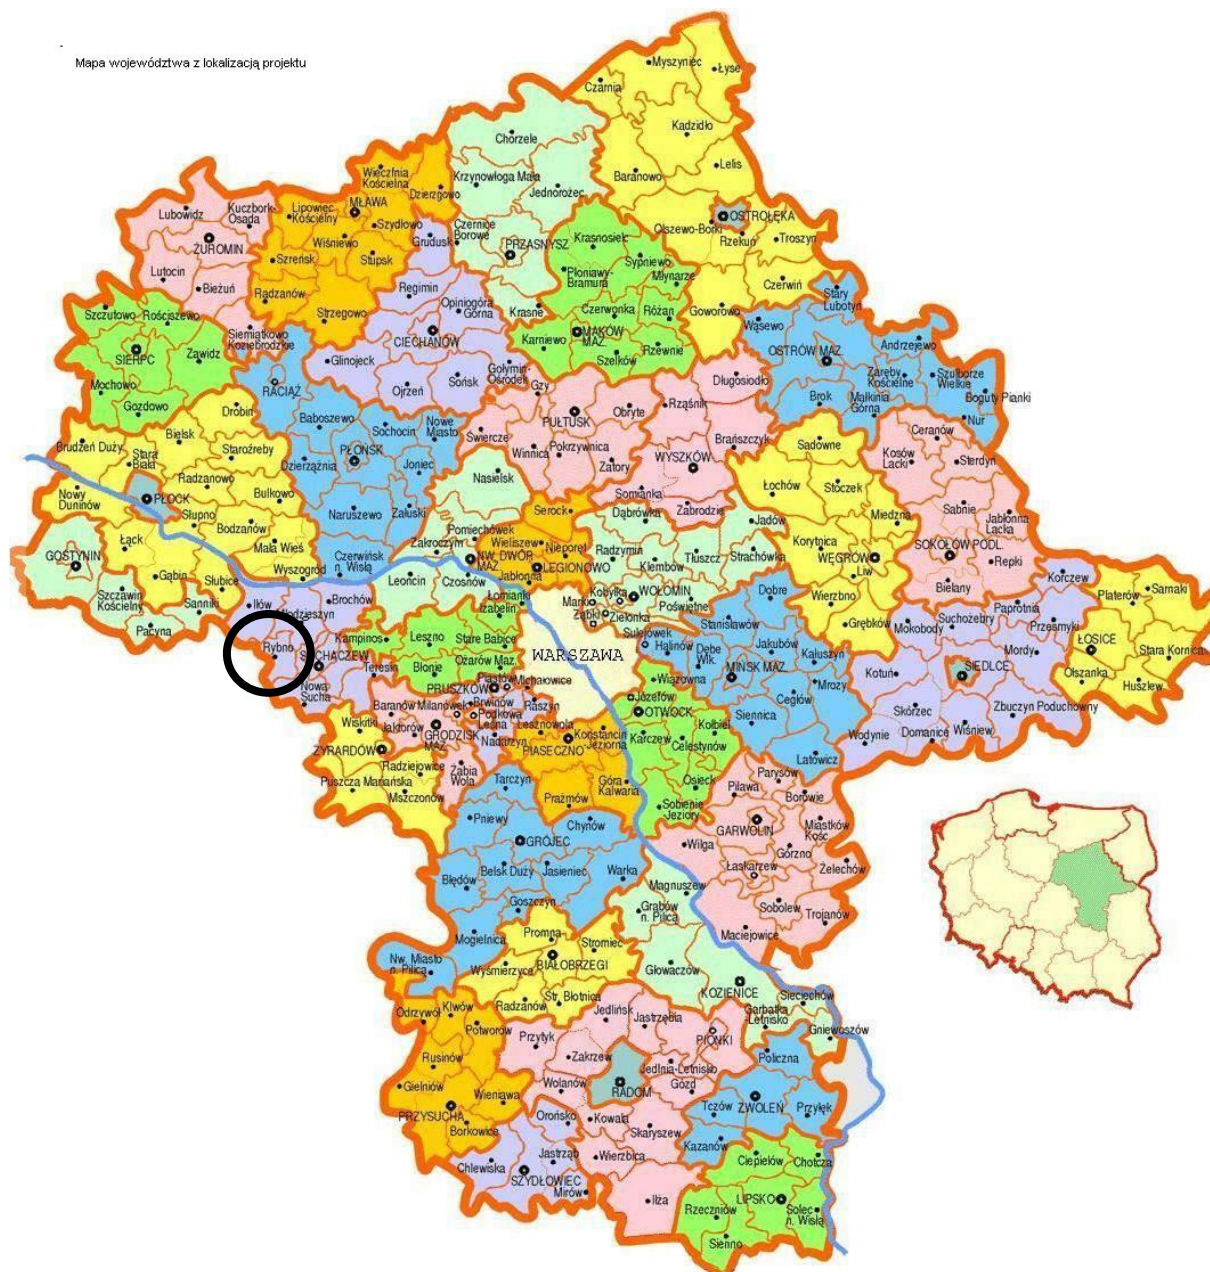 Mapa województwa z lokalizacją projektu
Myszyniec
Łyse
Czarnia
Kadzidło
Lelis
Baranowo
OSTROŁĘKA
Olszewo-Borki
Rzekuń
Troszyn
Czerwiń
Goworowo
Chorzele
Krzynowłoga Mała
Jednorożec
Czernice
Borowe
PRZASNYSZ
Krasne
Wieczfnia
Kościelna
Dzierzgowo
Lipowiec
Kościelny
MŁAWA
Szydłowo
Wiśniewo
Szreńsk
Stupsk
Radzanów
Strzegowo
Lubowidz
Kuczbork-
Osada
ŻUROMIN
Lutocin
Bieżuń
Siemiatkowo
Koziebrodzkie
Grudusk
Regimin
Opiniogóra
Górna
CIECHANÓW
Glinojeck
Ojrzeń
Sońsk
Gołymin-
Ośrodek
Krasnosielc
Sypniewo
Płoniawy-
Bramura
Młynarze
Czerwonka
Różan
MAKÓW
MAZ.
Karniewo
Szelków
Rzewnie
Stary
Lubotyń
Wąsewo
Andrzejewo
OSTRÓW MAZ.
Zaręby
Kościelne
Szulborze
Wielkie
Boguty Pianki
Brok
Małkinia
Górna
Nur
Szczutowo
Rościszewo
SIERPC
Zawidz
Mochowo
Gozdowo
RACIĄŻ
Baboszewo
Sochocin
Nowe
Miasto
PŁOŃSK
Dzierzążnia
Joniec
Naruszewo
Załuski
Czerwińsk
n. Wisłą
Gzy
PUŁTUSK
Obryte
Świercze
Winnica
Pokrzywnica
Zatory
Długosiodło
Rząśnik
Brańszczyk
WYSZKÓW
Somianka
Zabrodzie
Drobin
Brudzeń Duży
Bielsk
Stara
Biała
Staroźreby
Radzanowo
PŁOCK
Nowy
Duninów
Słupno
Bulkowo
Bodzanów
Łąck
Mała Wieś
Wyszogród
Gąbin
Słubice
GOSTYNIN
Szczawin
Kościelny
Sanniki
Pacyna
Sadowne
Łochów
Stoczek
Miedzna
Korytnica
WĘGRÓW
Liw
Wierzbno
Grębków
Ceranów
Kosów
Lacki
Sterdyń
Sabnie
Jabłonna
Lacka
SOKOŁÓW PODL.
Repki
Bielany
Nasielsk
Pomiechówek
Zakroczym
NW. DWÓR
MAZ.
Leoncin
Czosnów
Serock
Wieliszew
Nieporęt
LEGIONOWO
Jabłonna
Dąbrówka
Jadów
Radzymin
Tłuszcz
Strachówka
Klembów
Kobyłka
WOŁOMIN
Marki
Poświętne
Ząbki
Zielonka
Iłów
Brochów
Młodzieszyn
Rybno
SOCHACZEW
Teresin
Nowa
Sucha
Kampinos
Łomianki
Izabelin
Leszno
Stare Babice
Błonie
Ożarów Maz.
WARSZAWA
Sulejówek
Halinów
Dębe
Wlk.
Stanisławów
Dobre
Jakubów
Kałuszyn
MIŃSK MAZ.
Mrozy
Cegłów
Siennica
Latowicz
Korczew
Paprotnia
Suchożebry
Przesmyki
Mokobody
Mordy
Kotuń
SIEDLCE
Skórzec
Zbuczyn Poduchowny
Wodynie
Domanice
Wiśniew
Sarnaki
Platerów
ŁOSICE
Stara Kornica
Olszanka
Huszlew
PRUSZKÓW
Piastów
Michałowice
Brwinów
Raszyn
Nadarzyn
Baranów
Milanówek
Podkowa
Leśna
Jaktorów
GRODZISK
MAZ.
Żabia
Wola
Lesznowola
Konstancin
Jeziorna
PIASECZNO
Góra
Kalwaria
Prażmów
Tarczyn
Wiązowna
Józefów
OTWOCK
Kołbiel
Karczew
Celestynów
Osieck
Sobienie
Jeziory
Wiskitki
ŻYRARDÓW
Radziejowice
Puszcza Mariańska
Mszczonów
Pniewy
Chynów
GRÓJEC
Belsk Duży
Jasieniec
Warka
Błędów
Goszczyn
Mogielnica
Nw. Miasto
n. Pilicą
Parysów
Pilawa
Borowie
GARWOLIN
Miastków
Kośc.
Wilga
Górzno
Łaskarzew
Żelechów
Sobolew
Trojanów
Maciejowice
Magnuszew
Grabów
n. Pilicą
Głowaczów
KOZIENICE
Sieciechów
Garbatka
Letnisko
Gniewoszów
Promna
Stromiec
BIAŁOBRZEGI
Wyśmierzyce
Radzanów
Str. Błotnica
Odrzywół
Klwów
Potworów
Rusinów
Gielniów
Wieniawa
PRZYSUCHA
Borkowice
Jedlińsk
Jastrzębia
PIONKI
Przytyk
Zakrzew
Jedlnia-Letnisko
Wolanów
RADOM
Gózd
Kowala
Skaryszew
Wierzbica
Iłża
Policzna
Tczów
ZWOLEŃ
Przyłęk
Kazanów
Orońsko
Jastrząb
Chlewiska
SZYDŁOWIEC
Mirów
Ciepielów
Chotcza
LIPSKO
Rzeczniów
Solec
n. Wisłą
Sienno